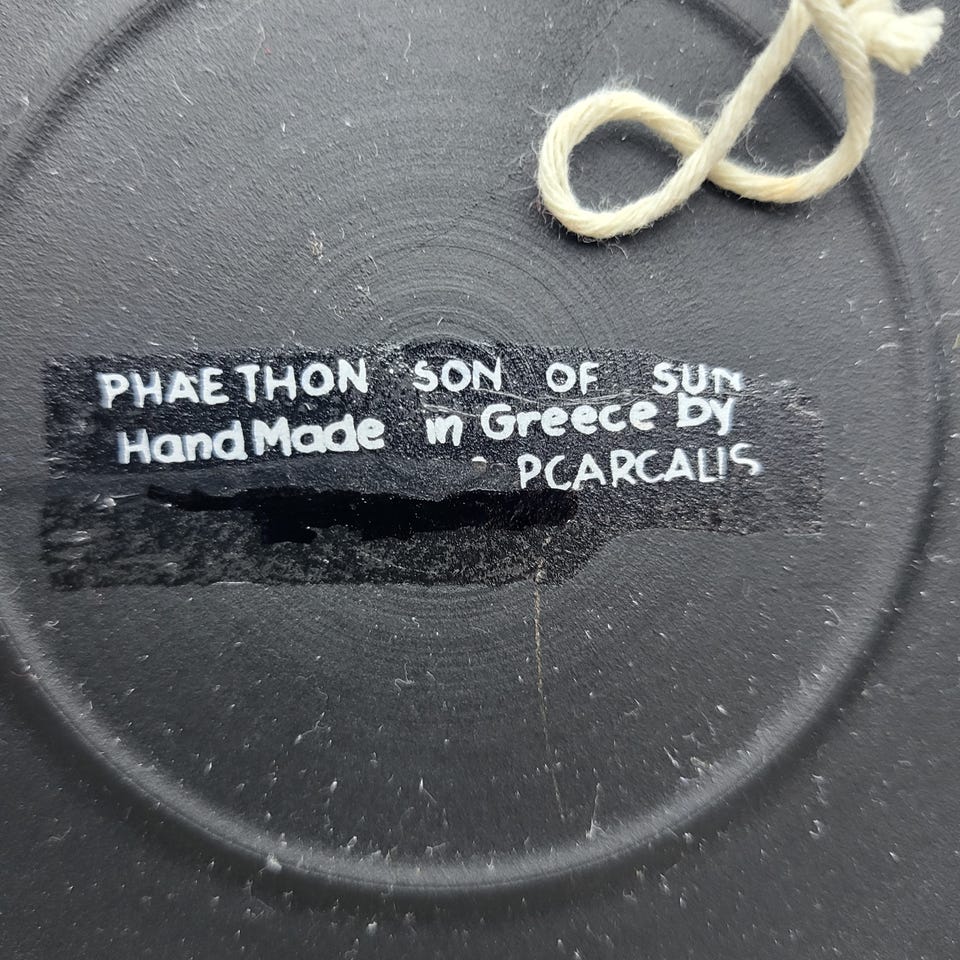 PHAETHON SON OF SUN
HandMade in Greece by
PCARCALIS